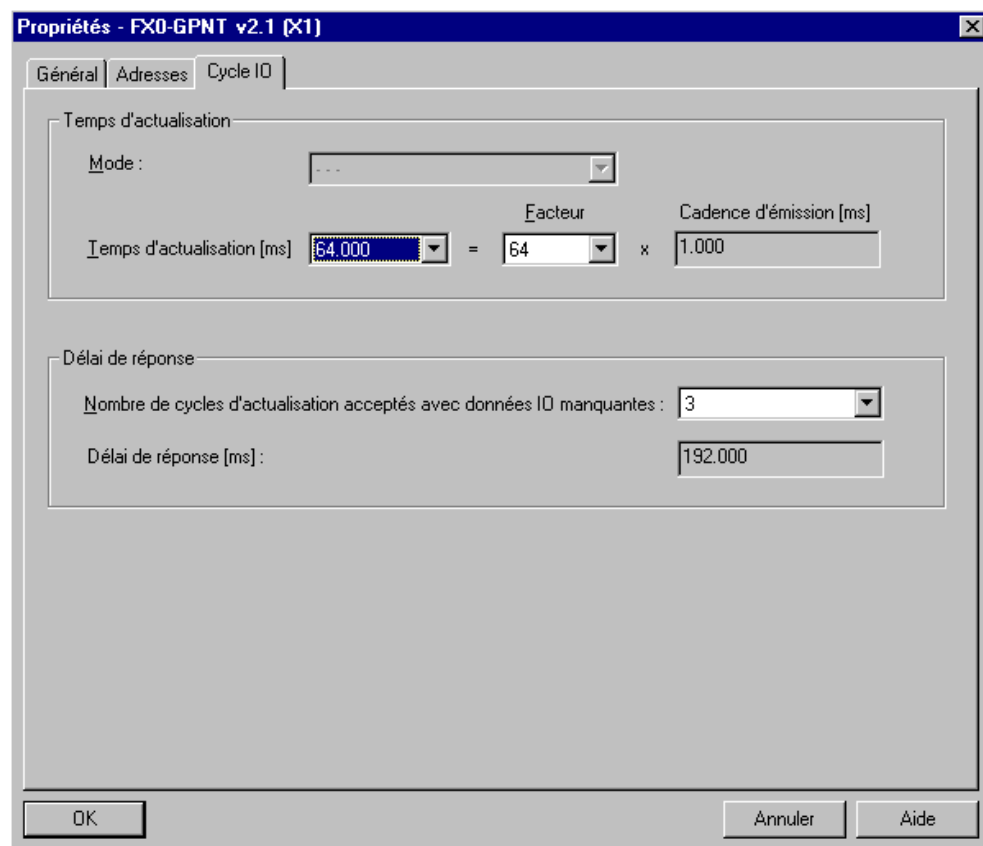 Propriétés - FX0-GPNT v2.1 (X1)
Général Adresses Cycle IO
Temps d'actualisation
Mode : - - -
Facteur Cadence d'émission [ms]
Temps d'actualisation [ms] 64.000 = 64 x 1.000
Délai de réponse
Nombre de cycles d'actualisation acceptés avec données IO manquantes : 3
Délai de réponse [ms] : 192.000
OK Annuler Aide